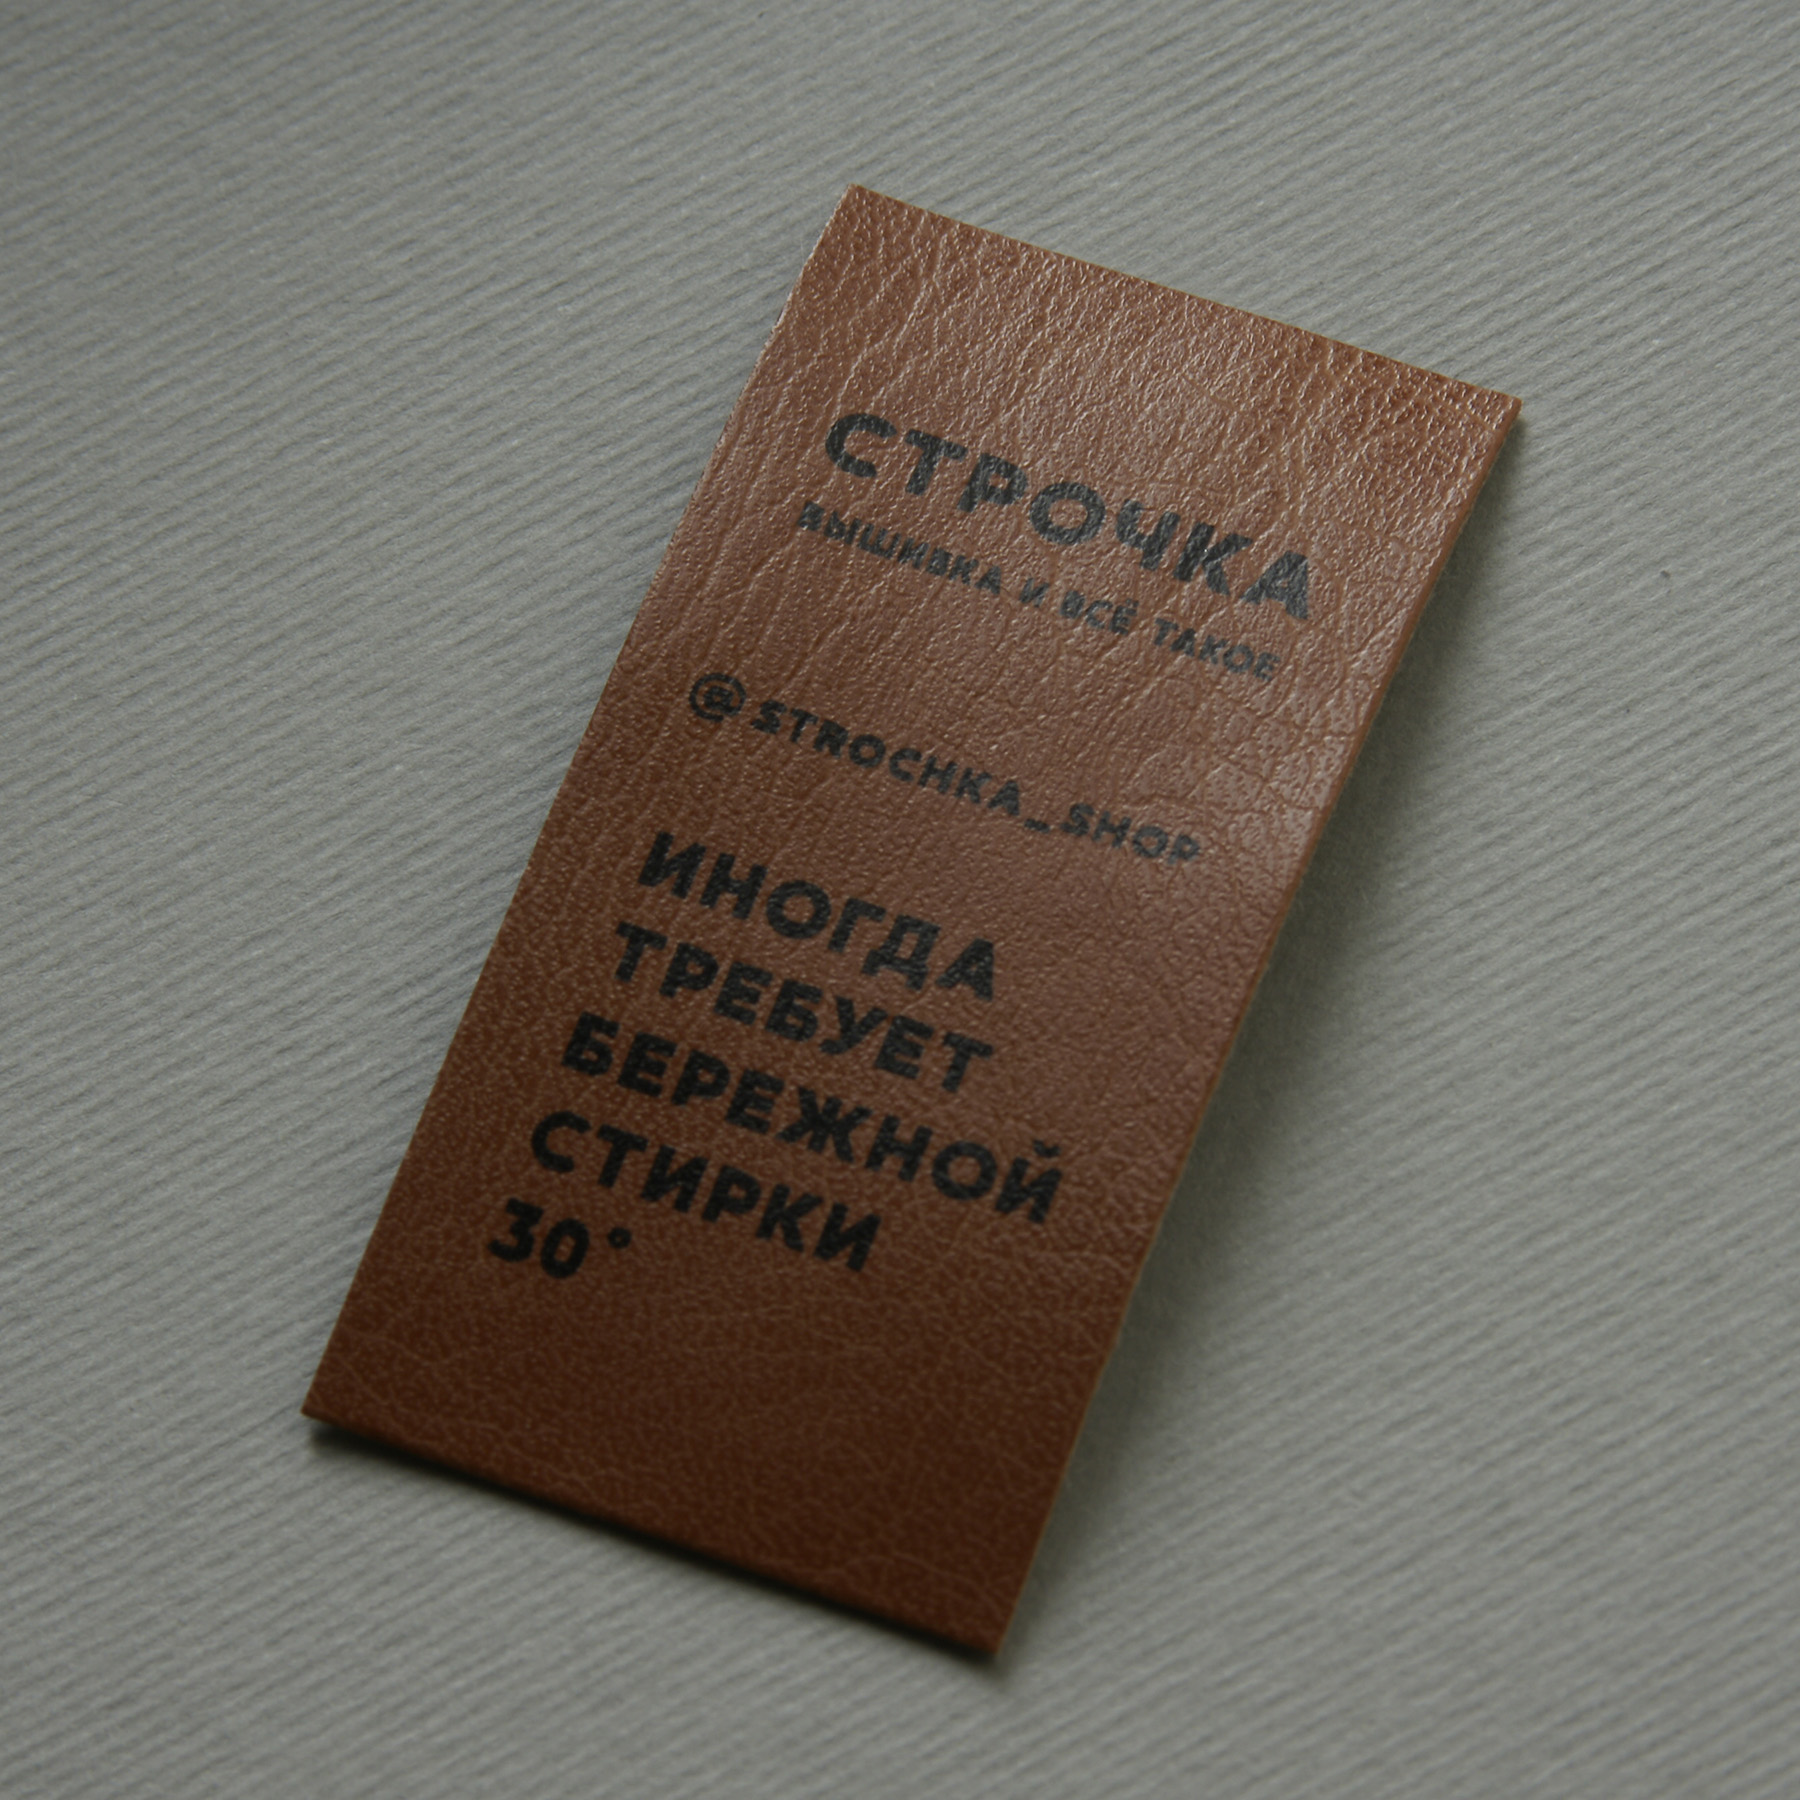 СТРОЧКА
ВЫШИВКА И ВСЁ ТАКОЕ
@STROCHKA_SHOP
ИНОГДА
ТРЕБУЕТ
БЕРЕЖНОЙ
СТИРКИ
30°